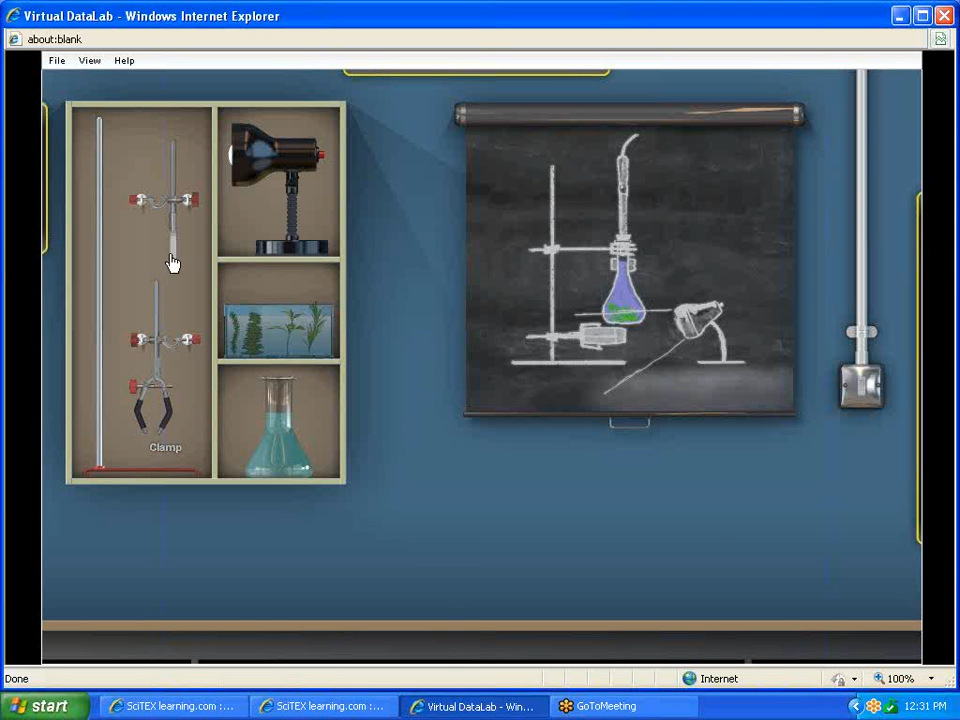 Virtual DataLab - Windows Internet Explorer
about:blank
File View Help
Clamp
Done
Internet
100%
start
SciTEX learning.com :...
SciTEX learning.com :...
Virtual DataLab - Win...
GoToMeeting
12:31 PM